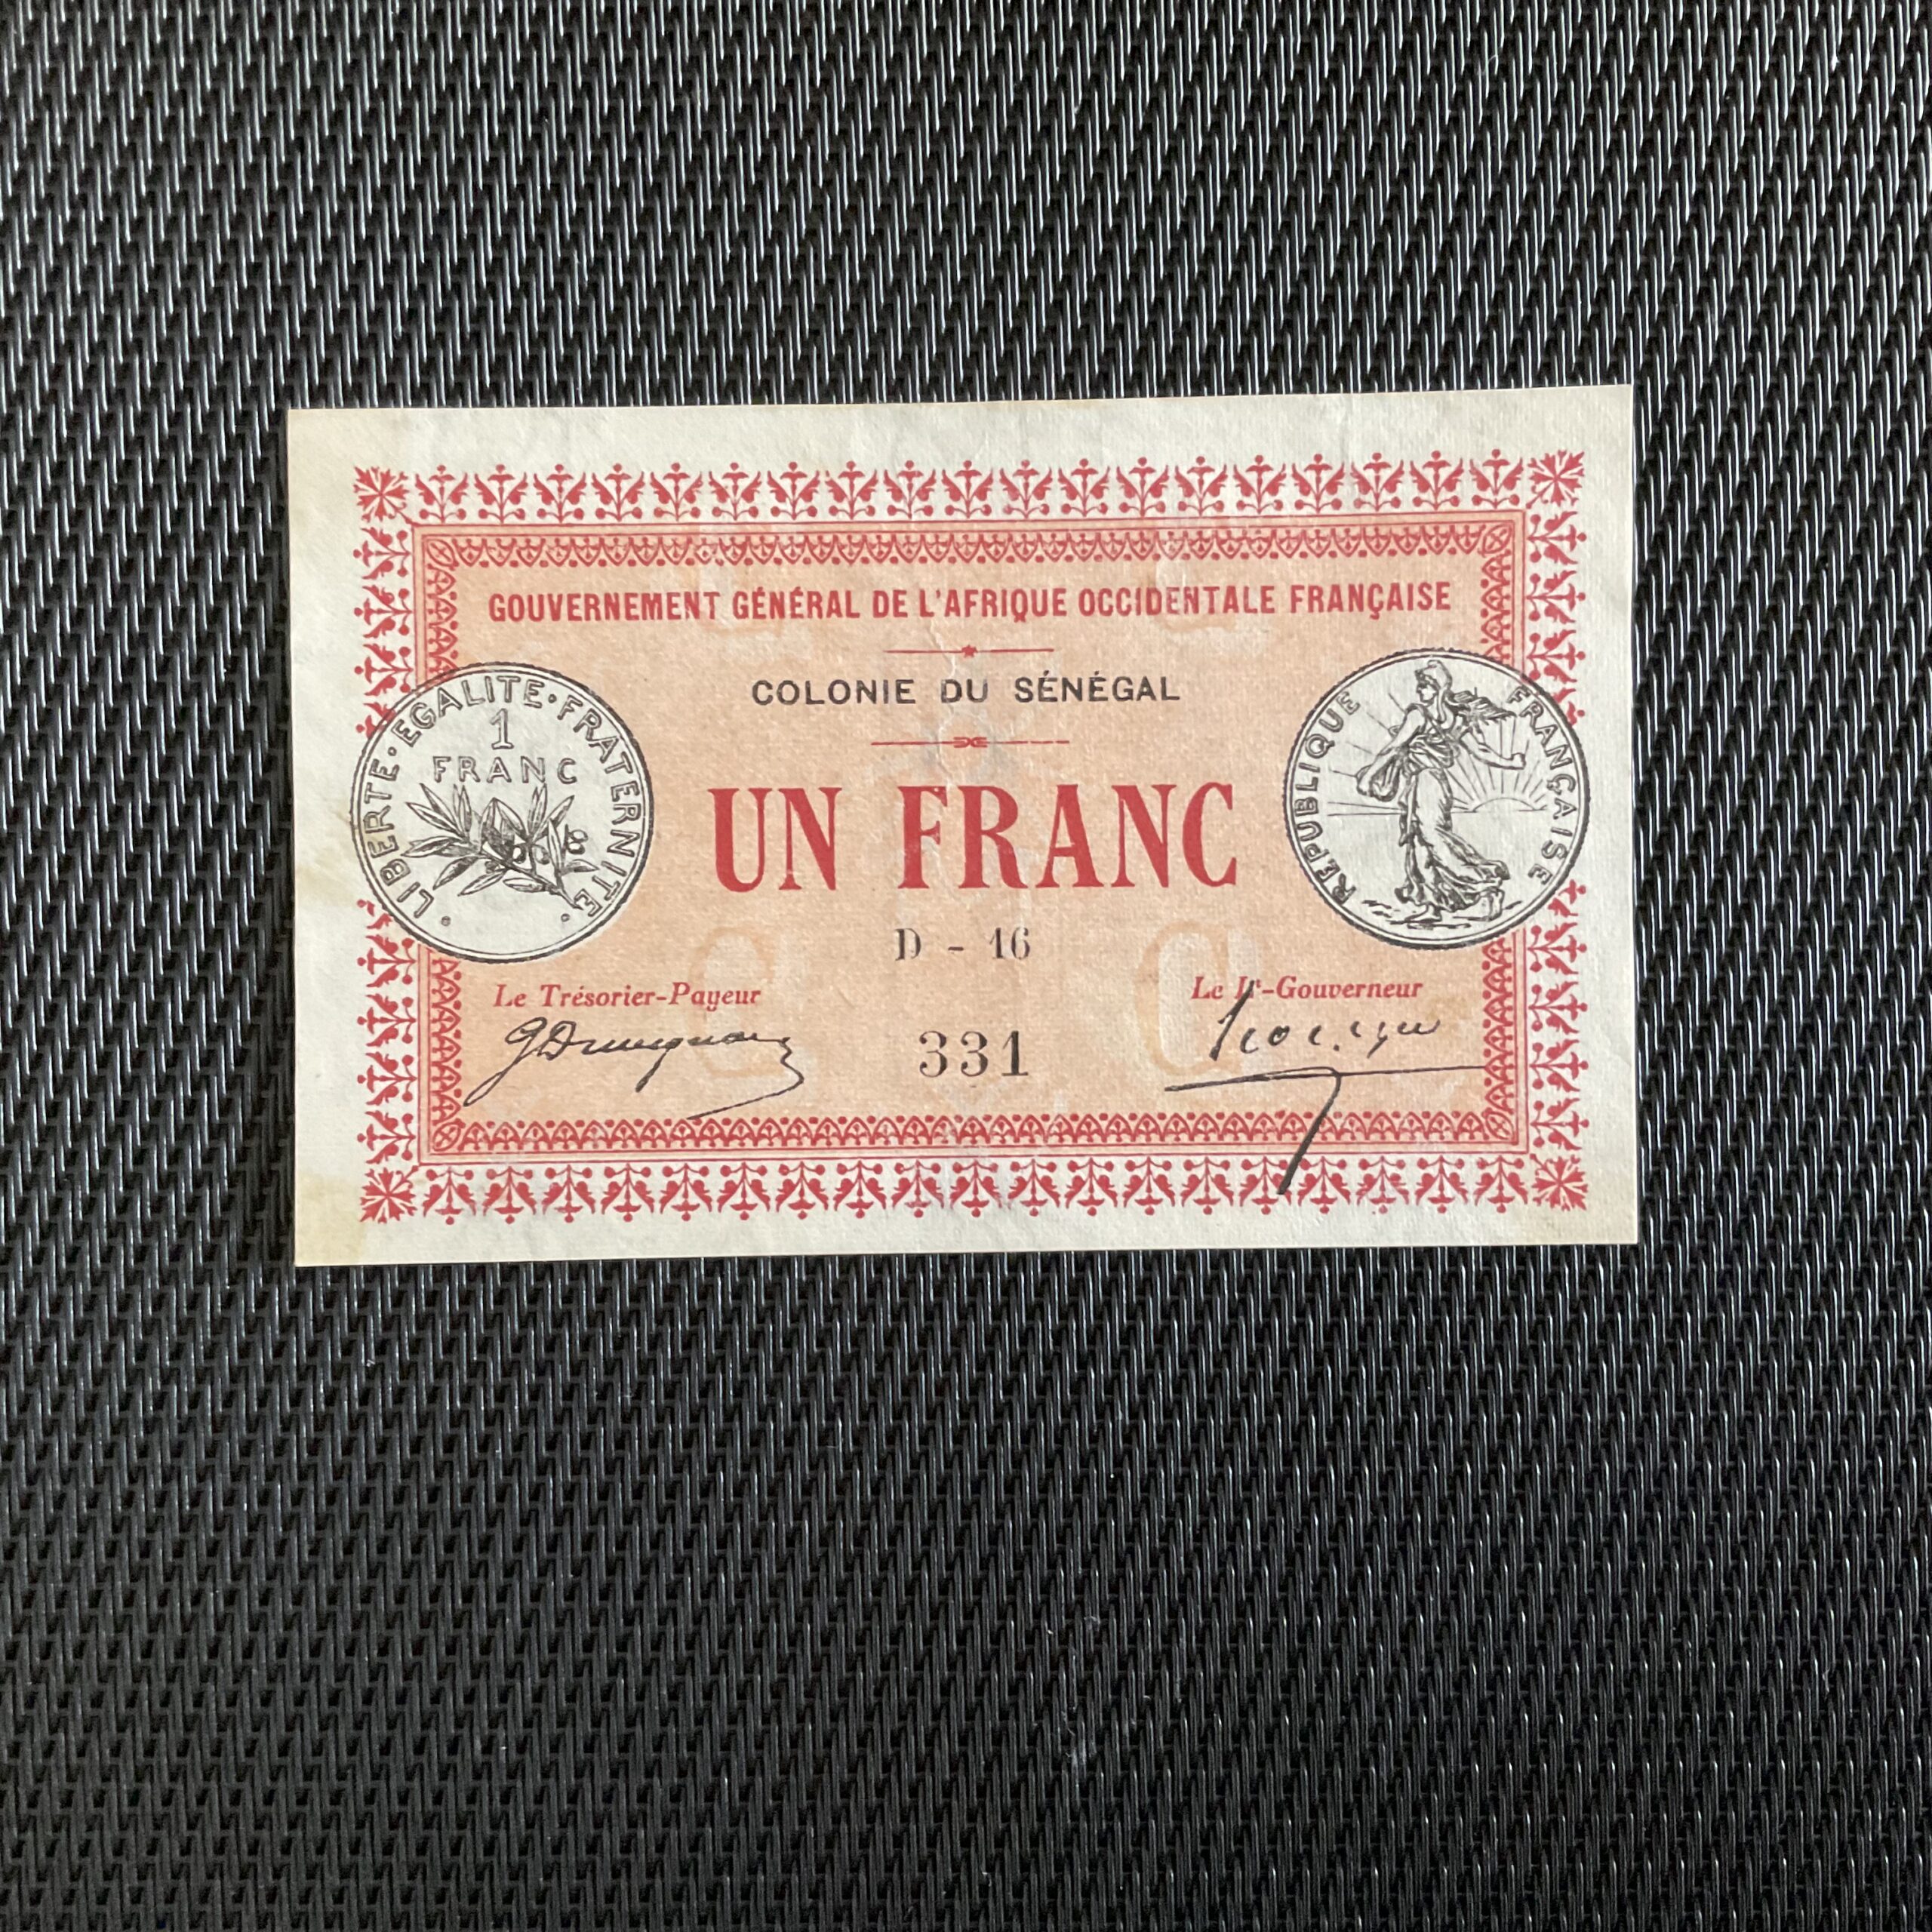 GOUVERNEMENT GÉNÉRAL DE L'AFRIQUE OCCIDENTALE FRANÇAISE
COLONIE DU SÉNÉGAL
LIBERTE·EGALITE·FRATERNITE
1
FRANC
UN FRANC
REPUBLIQUE FRANÇAISE
D - 16
Le Trésorier-Payeur
Le Lt-Gouverneur
331